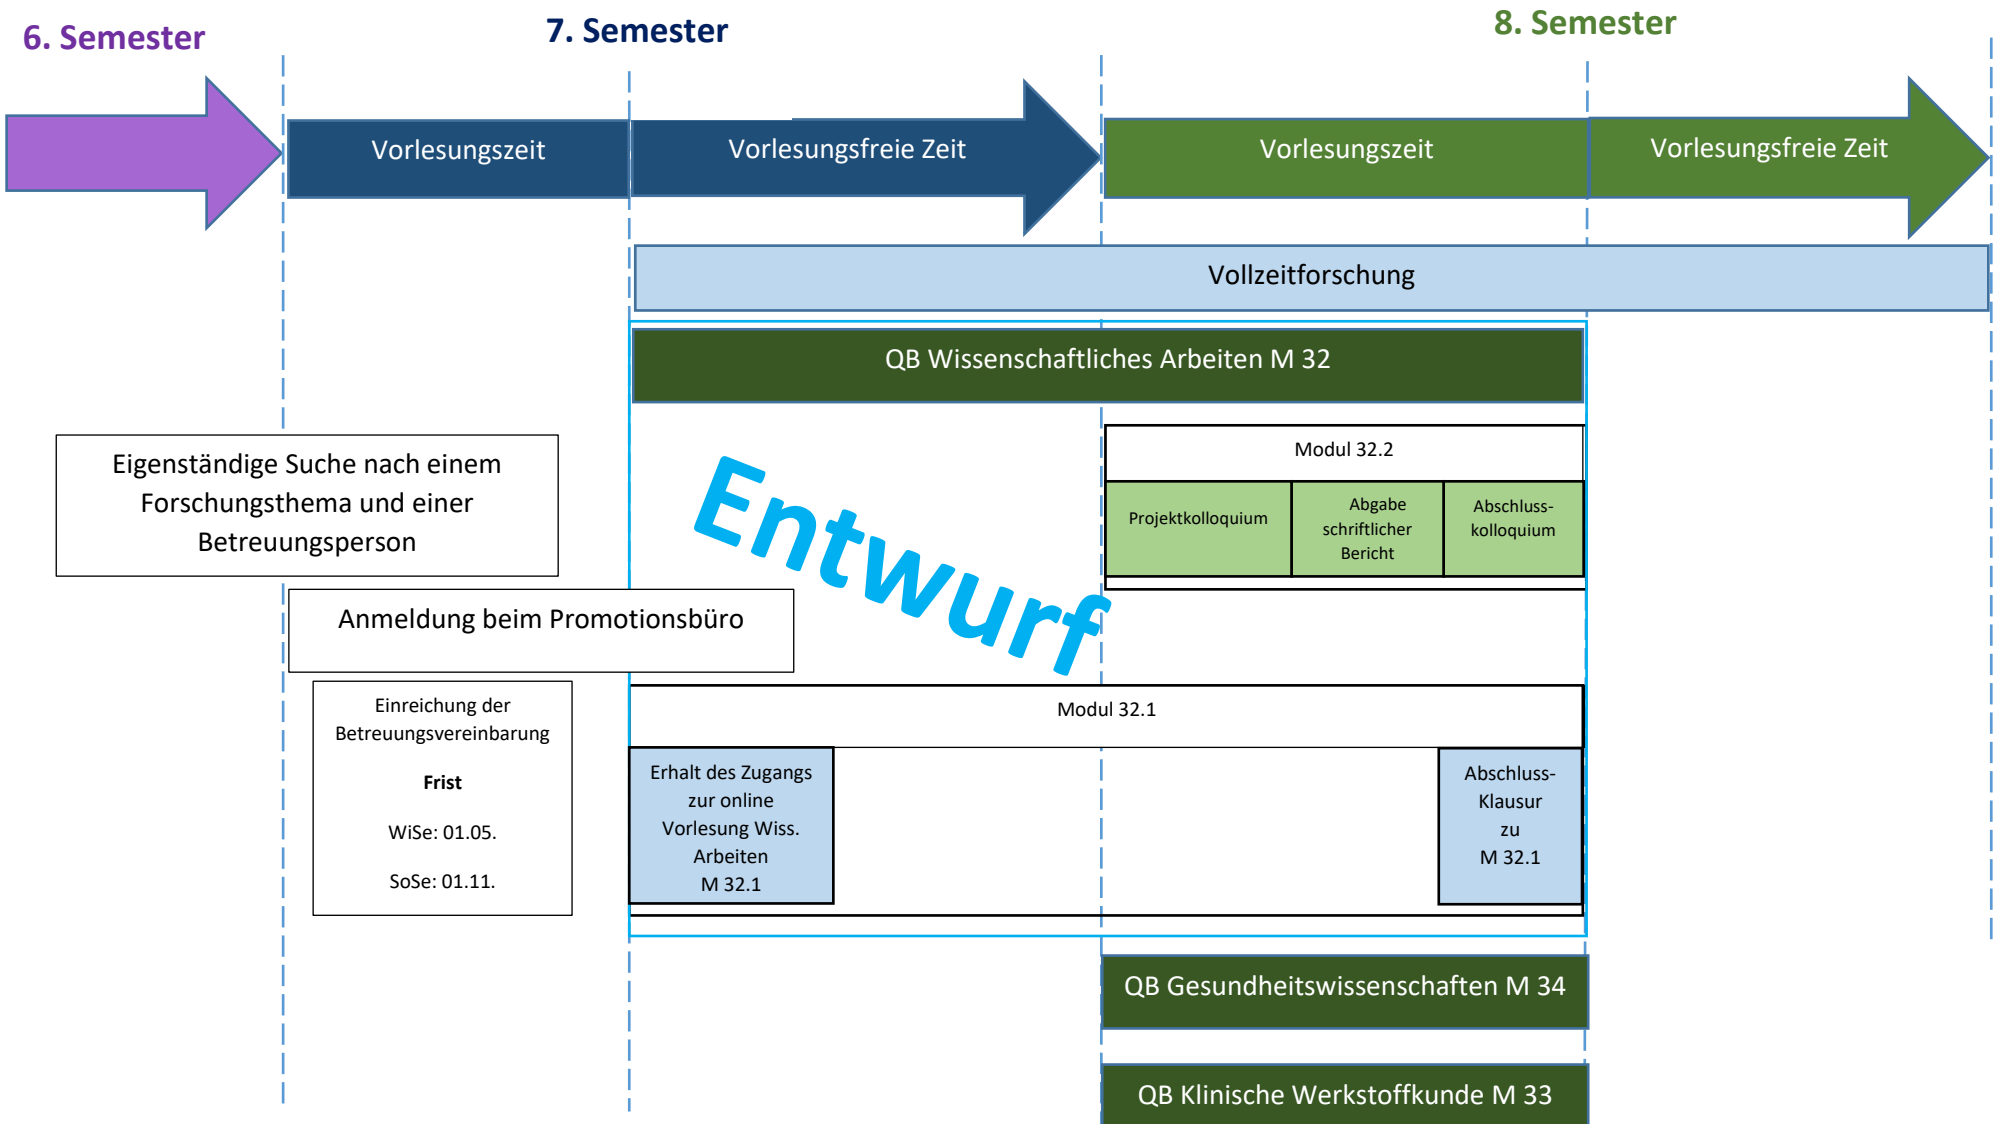 6. Semester
7. Semester
8. Semester
Vorlesungszeit
Vorlesungsfreie Zeit
Vorlesungszeit
Vorlesungsfreie Zeit
Vollzeitforschung
QB Wissenschaftliches Arbeiten M 32
Eigenständige Suche nach einem
Forschungsthema und einer
Betreuungsperson
Entwurf
Modul 32.2
Projektkolloquium
Abgabe
schriftlicher
Bericht
Abschluss-
kolloquium
Anmeldung beim Promotionsbüro
Einreichung der
Betreuungsvereinbarung
Frist
WiSe: 01.05.
SoSe: 01.11.
Modul 32.1
Erhalt des Zugangs
zur online
Vorlesung Wiss.
Arbeiten
M 32.1
Abschluss-
Klausur
zu
M 32.1
QB Gesundheitswissenschaften M 34
QB Klinische Werkstoffkunde M 33